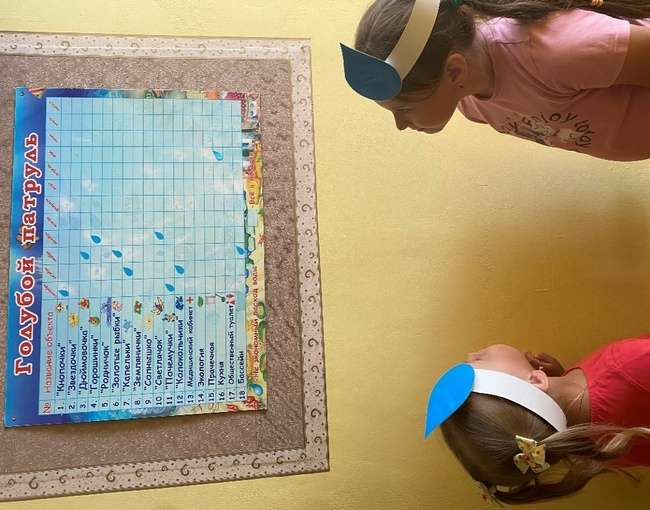 Голубой патруль
№ Название объекта
1. "Кнопочки"
2. "Звездочки"
3. "Дюймовочка"
4. "Горошинки"
5. "Родничок"
6. "Золотые рыбки"
7. "Капельки"
8. "Землянички"
9. "Солнышко"
10. "Светлячок"
11. "Почемучки"
12. "Колокольчики"
13 Медицинский кабинет
14 Экология
15 Прачечная
16 Кухня
17 Общественный туалет
18 Бассейн